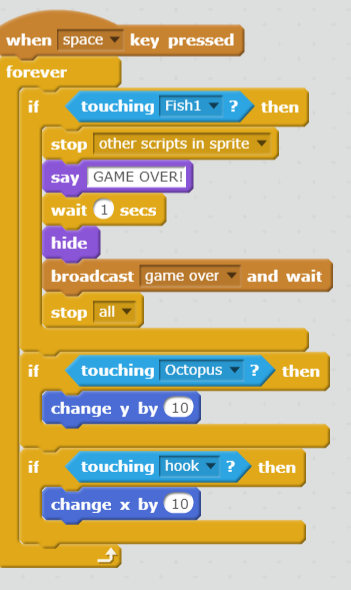 when space key pressed
forever
if touching Fish1 ? then
stop other scripts in sprite
say GAME OVER!
wait 1 secs
hide
broadcast game over and wait
stop all
if touching Octopus ? then
change y by 10
if touching hook ? then
change x by 10